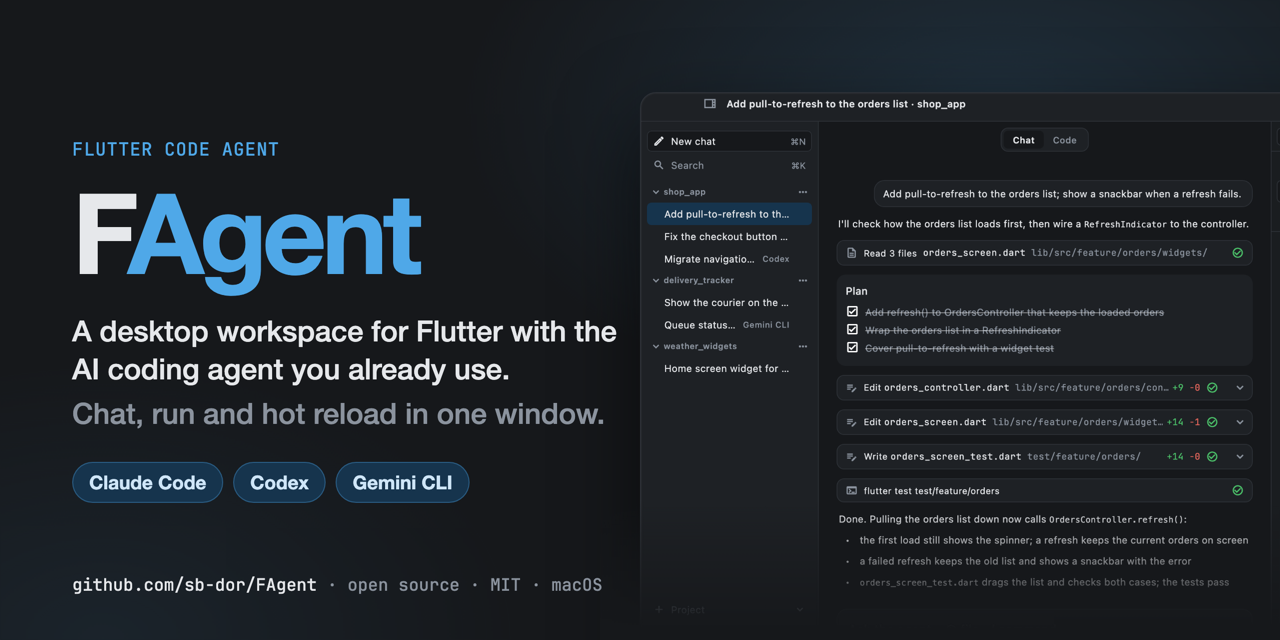 FLUTTER CODE AGENT
FAgent
A desktop workspace for Flutter with the
AI coding agent you already use.
Chat, run and hot reload in one window.
Claude Code
Codex
Gemini CLI
github.com/sb-dor/FAgent · open source · MIT · macOS
Add pull-to-refresh to the orders list · shop_app
New chat ⌘N
Search ⌘K
shop_app ···
Add pull-to-refresh to th...
Fix the checkout button ...
Migrate navigatio... Codex
delivery_tracker ···
Show the courier on the ...
Queue status... Gemini CLI
weather_widgets ···
Home screen widget for ...
+ Project
Chat Code
Add pull-to-refresh to the orders list; show a snackbar when a refresh fails.
I'll check how the orders list loads first, then wire a RefreshIndicator to the controller.
Read 3 files orders_screen.dart lib/src/feature/orders/widgets/
Plan
Add refresh() to OrdersController that keeps the loaded orders
Wrap the orders list in a RefreshIndicator
Cover pull-to-refresh with a widget test
Edit orders_controller.dart lib/src/feature/orders/con... +9 -0
Edit orders_screen.dart lib/src/feature/orders/widget... +14 -1
Write orders_screen_test.dart test/feature/orders/ +14 -0
flutter test test/feature/orders
Done. Pulling the orders list down now calls OrdersController.refresh():
• the first load still shows the spinner; a refresh keeps the current orders on screen
• a failed refresh keeps the old list and shows a snackbar with the error
• orders_screen_test.dart drags the list and checks both cases; the tests pass